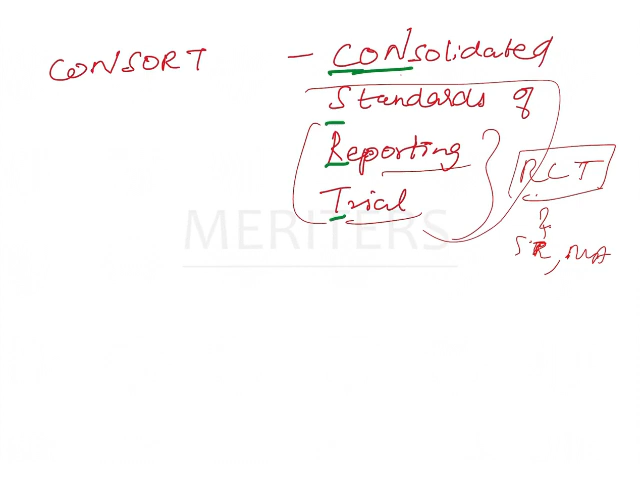 CONSORT - CONsolidated
Standards of
Reporting
Trial
RCT
SR, MA
MERITERS